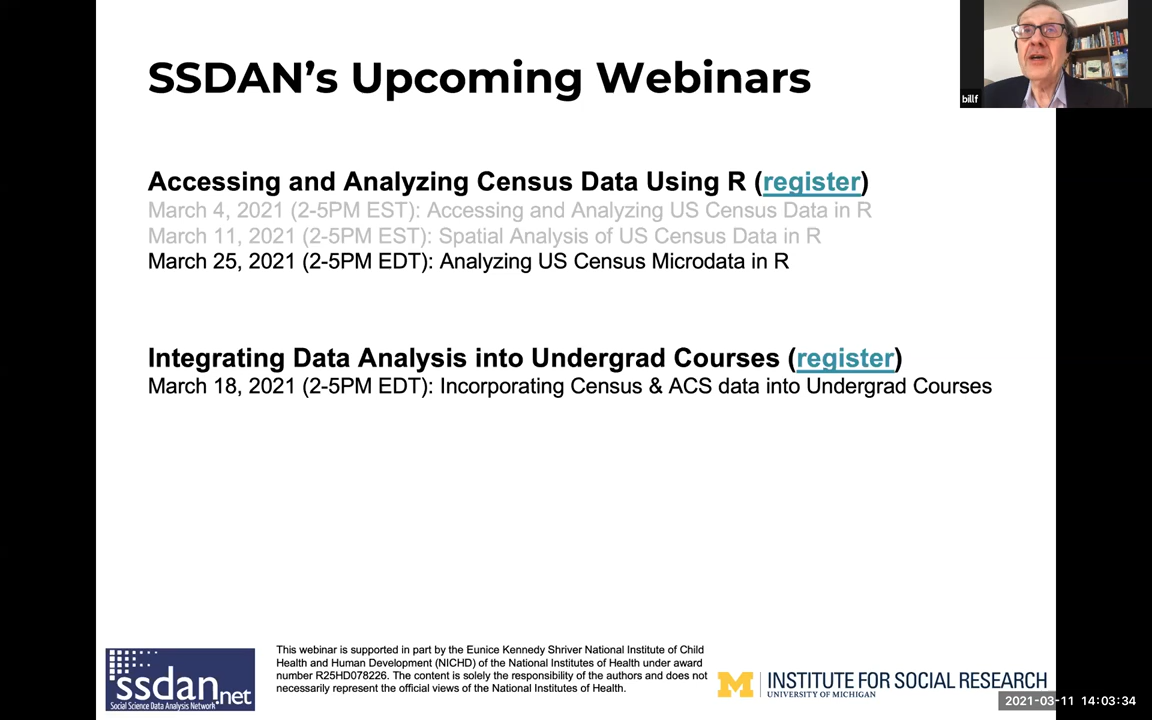 SSDAN's Upcoming Webinars
billf
Accessing and Analyzing Census Data Using R (register)
March 4, 2021 (2-5PM EST): Accessing and Analyzing US Census Data in R
March 11, 2021 (2-5PM EST): Spatial Analysis of US Census Data in R
March 25, 2021 (2-5PM EDT): Analyzing US Census Microdata in R
Integrating Data Analysis into Undergrad Courses (register)
March 18, 2021 (2-5PM EDT): Incorporating Census & ACS data into Undergrad Courses
ssdan.net
Social Science Data Analysis Network
This webinar is supported in part by the Eunice Kennedy Shriver National Institute of Child
Health and Human Development (NICHD) of the National Institutes of Health under award
number R25HD078226. The content is solely the responsibility of the authors and does not
necessarily represent the official views of the National Institutes of Health.
M
INSTITUTE FOR SOCIAL RESEARCH
UNIVERSITY OF MICHIGAN
2021-03-11 14:03:34